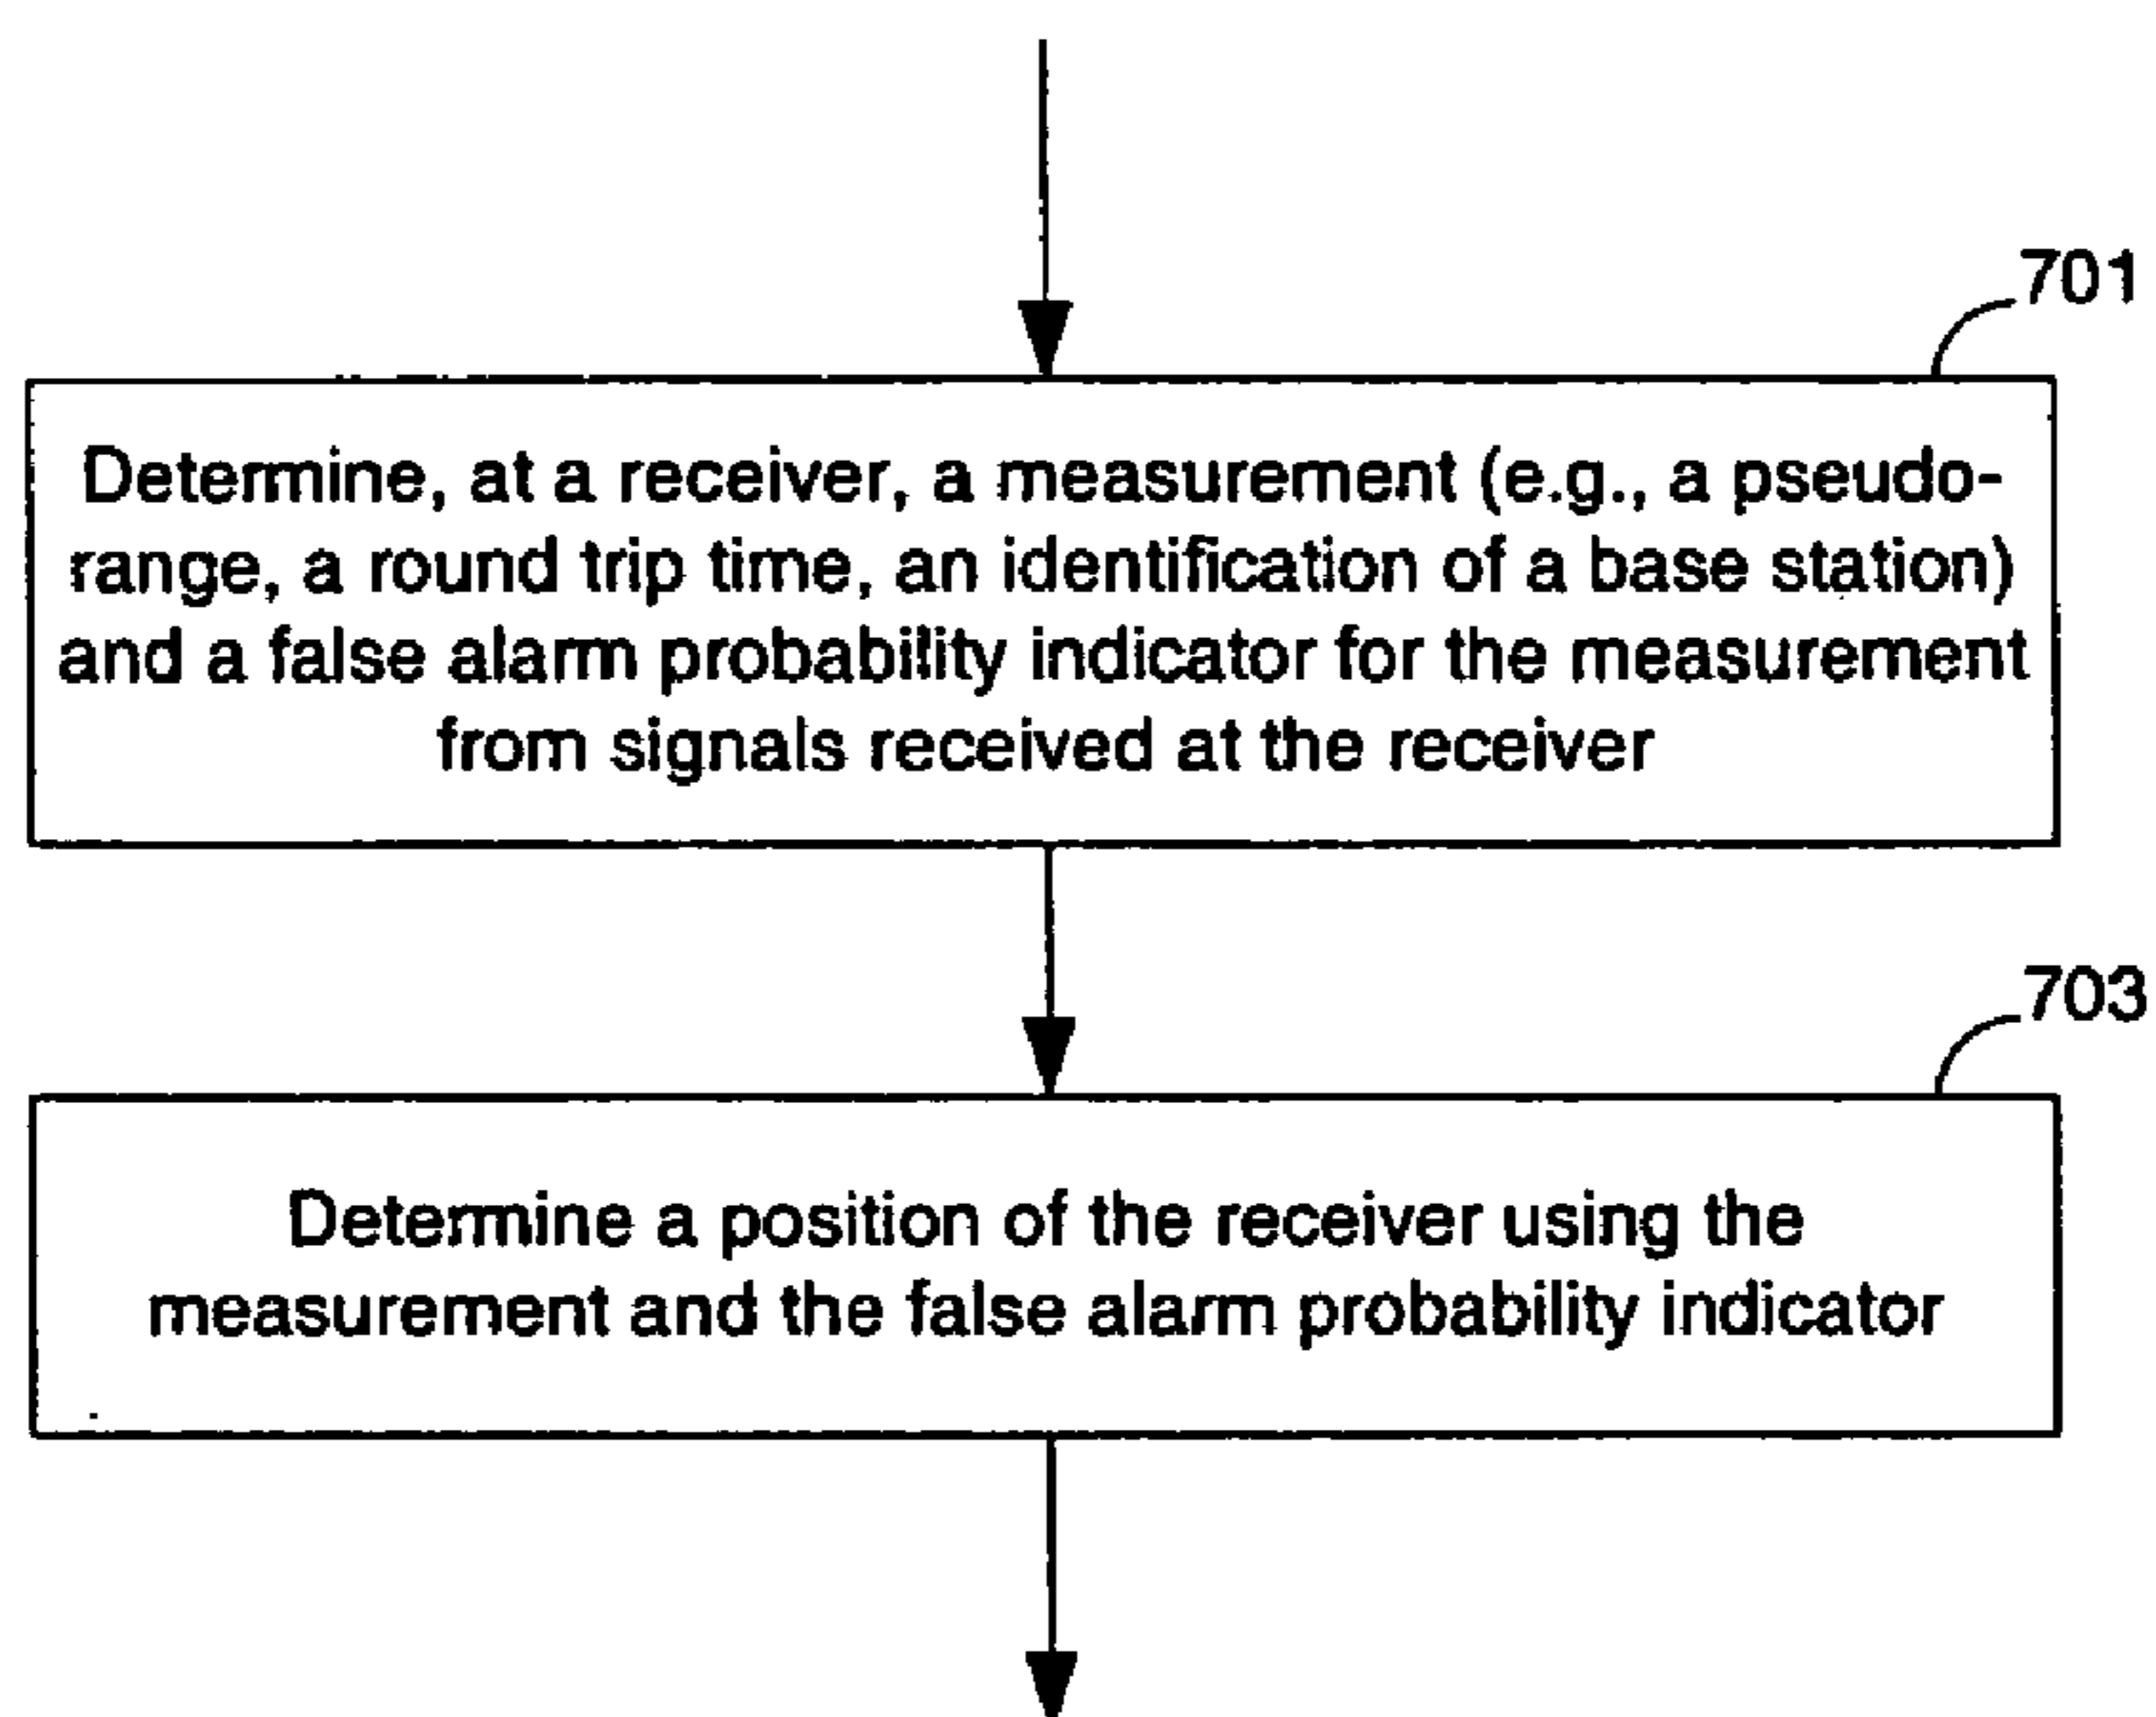 701
Determine, at a receiver, a measurement (e.g., a pseudo-
range, a round trip time, an identification of a base station)
and a false alarm probability indicator for the measurement
from signals received at the receiver
703
Determine a position of the receiver using the
measurement and the false alarm probability indicator